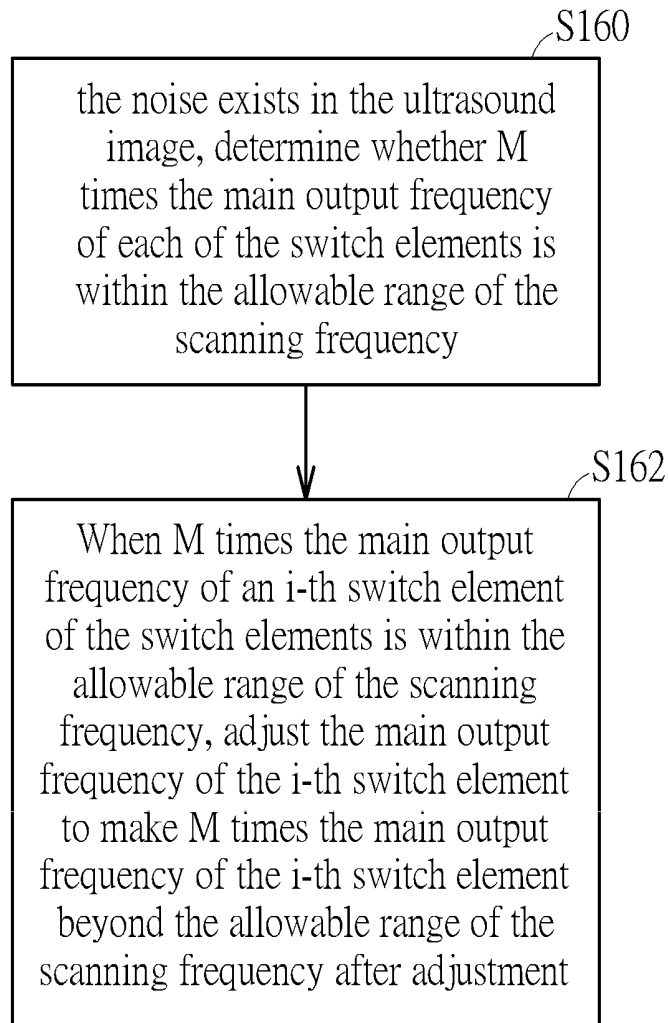 S160
the noise exists in the ultrasound
image, determine whether M
times the main output frequency
of each of the switch elements is
within the allowable range of the
scanning frequency
S162
When M times the main output
frequency of an i-th switch element
of the switch elements is within the
allowable range of the scanning
frequency, adjust the main output
frequency of the i-th switch element
to make M times the main output
frequency of the i-th switch element
beyond the allowable range of the
scanning frequency after adjustment